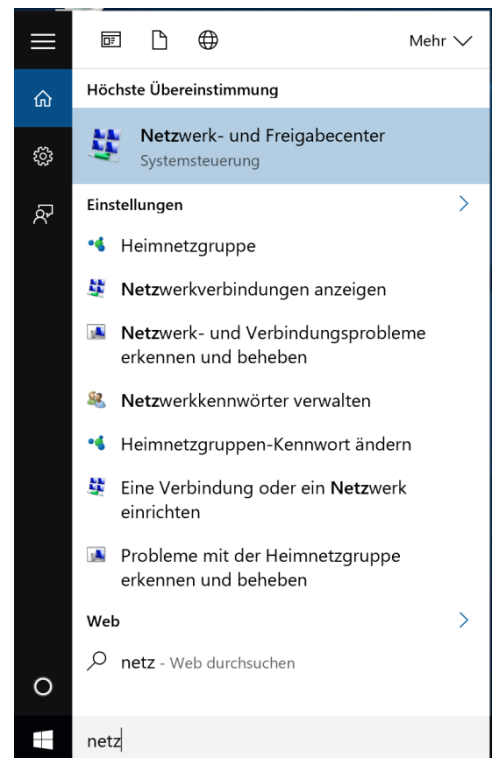 Mehr
Höchste Übereinstimmung
Netzwerk- und Freigabecenter
Systemsteuerung
Einstellungen
Heimnetzgruppe
Netzwerkverbindungen anzeigen
Netzwerk- und Verbindungsprobleme
erkennen und beheben
Netzwerkkennwörter verwalten
Heimnetzgruppen-Kennwort ändern
Eine Verbindung oder ein Netzwerk
einrichten
Probleme mit der Heimnetzgruppe
erkennen und beheben
Web
netz - Web durchsuchen
netz